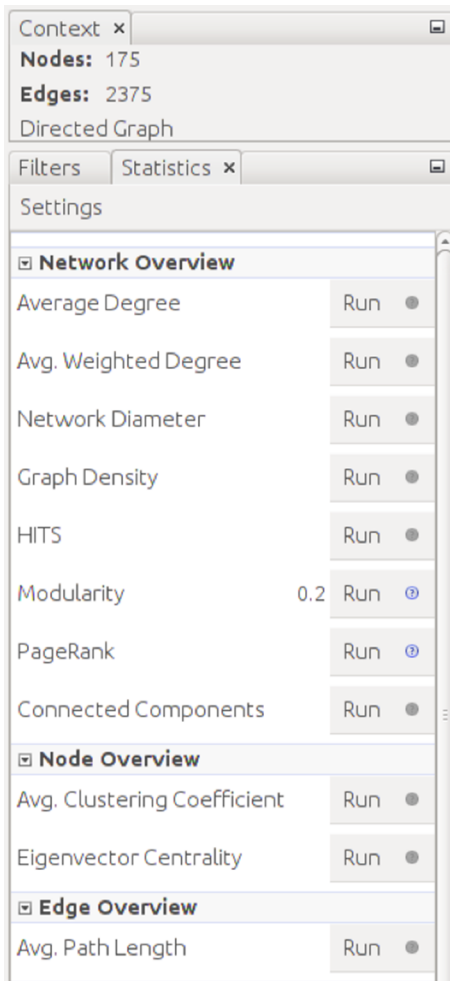 Context ×
Nodes: 175
Edges: 2375
Directed Graph
Filters Statistics ×
Settings
Network Overview
Average Degree Run
Avg. Weighted Degree Run
Network Diameter Run
Graph Density Run
HITS Run
Modularity 0.2 Run ?
PageRank Run ?
Connected Components Run
Node Overview
Avg. Clustering Coefficient Run
Eigenvector Centrality Run
Edge Overview
Avg. Path Length Run